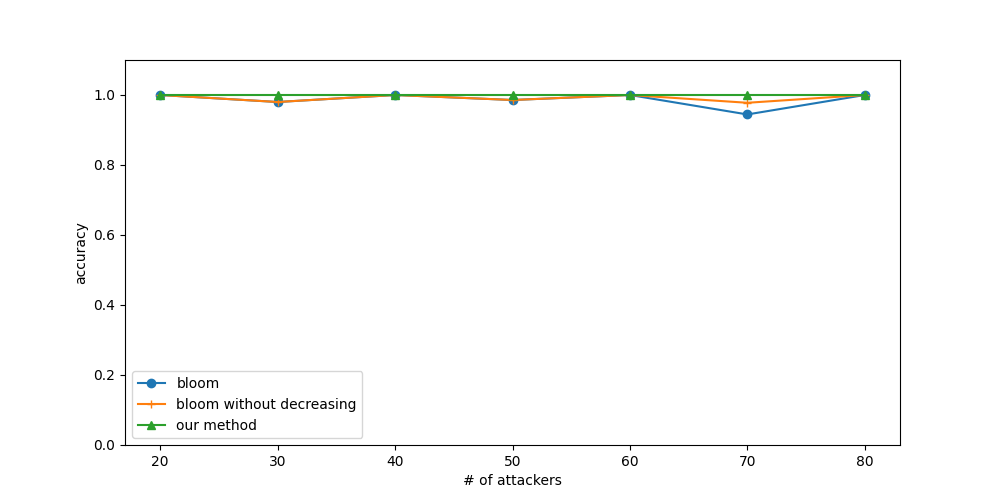 1.0
0.8
0.6
0.4
0.2
0.0
accuracy
bloom
bloom without decreasing
our method
20 30 40 50 60 70 80
# of attackers